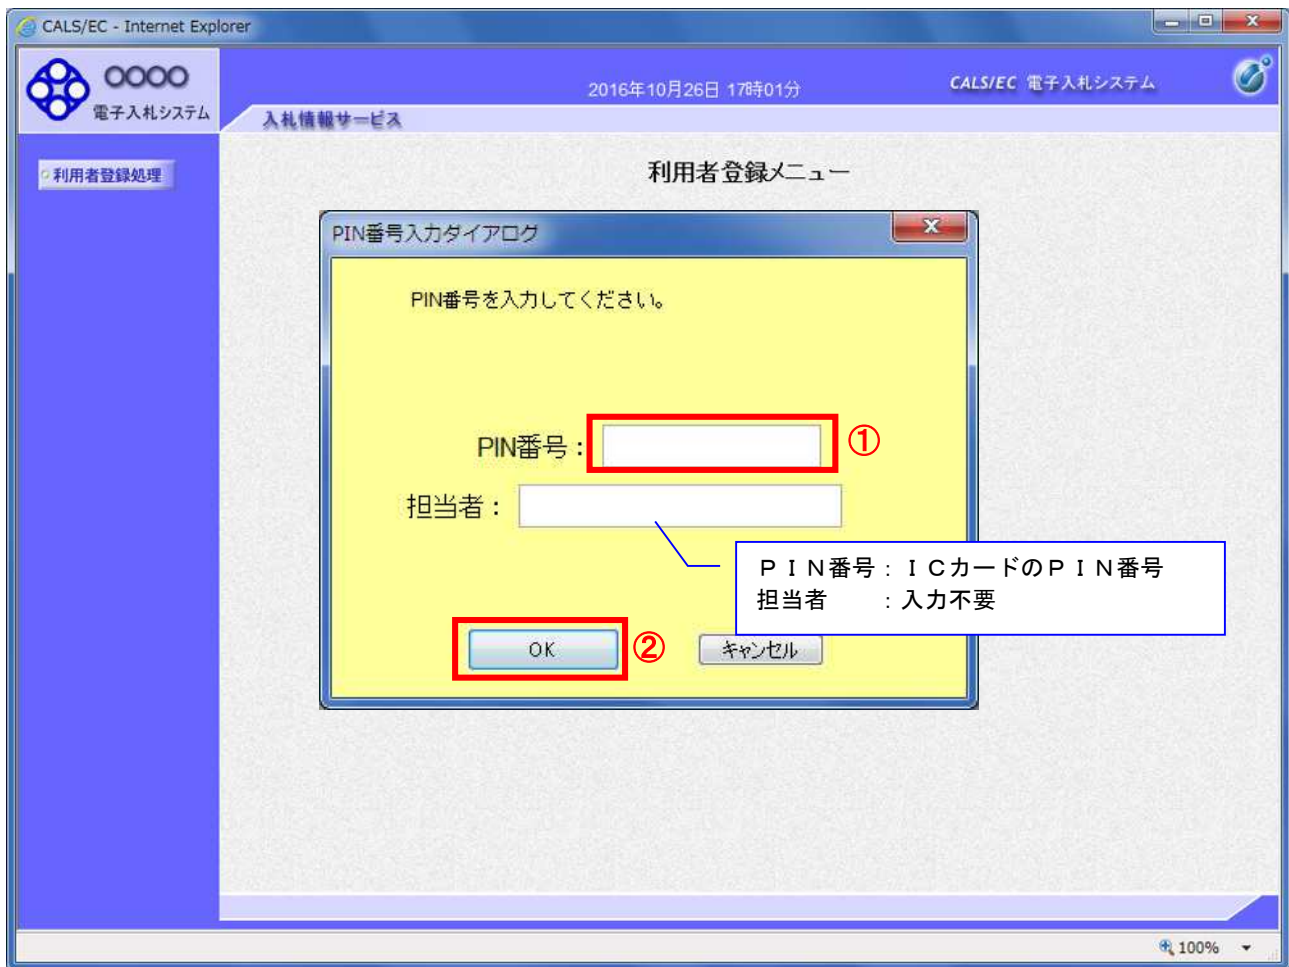 CALS/EC - Internet Explorer
○○○○
電子入札システム
2016年10月26日 17時01分
CALS/EC 電子入札システム
入札情報サービス
利用者登録処理
利用者登録メニュー
PIN番号入力ダイアログ
PIN番号を入力してください。
PIN番号：
①
担当者：
ＰＩＮ番号：ＩＣカードのＰＩＮ番号
担当者　　：入力不要
OK
②
キャンセル
100%